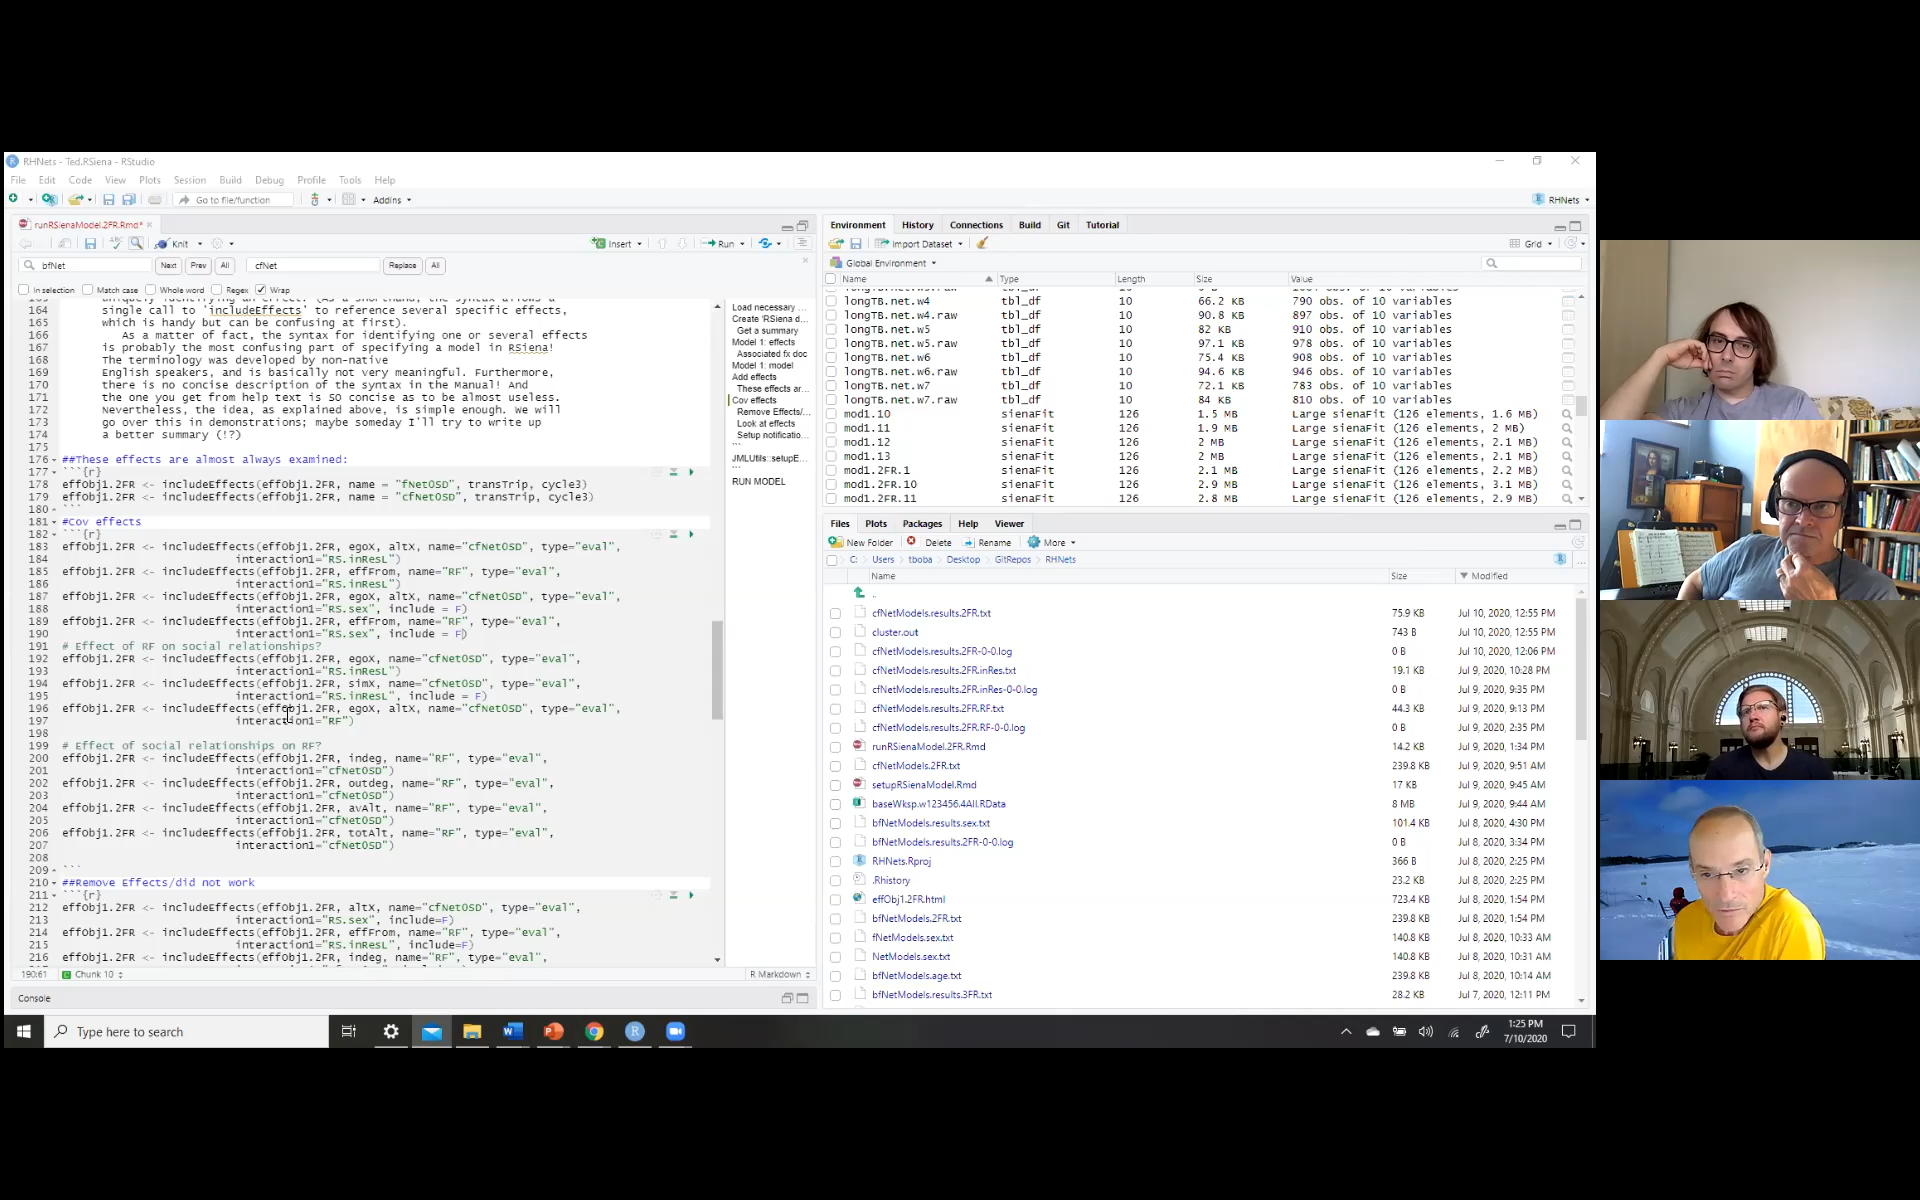 RHNets - Ted.RSiena - RStudio
File Edit Code View Plots Session Build Debug Profile Tools Help
Go to file/function Addins RHNets
runRSienaModel.2FR.Rmd*
Knit Insert Run
bfNet Next Prev All cfNet Replace All
In selection Match case Whole word Regex Wrap
164 single call to 'includeEffects' to reference several specific effects,
165 which is handy but can be confusing at first).
166 As a matter of fact, the syntax for identifying one or several effects
167 is probably the most confusing part of specifying a model in RSiena!
168 The terminology was developed by non-native
169 English speakers, and is basically not very meaningful. Furthermore,
170 there is no concise description of the syntax in the Manual! And
171 the one you get from help text is SO concise as to be almost useless.
172 Nevertheless, the idea, as explained above, is simple enough. We will
173 go over this in demonstrations; maybe someday I'll try to write up
174 a better summary (!?)
175
176 ##These effects are almost always examined:
177 ```{r}
178 effObj1.2FR <- includeEffects(effObj1.2FR, name = "fNetOSD", transTrip, cycle3)
179 effObj1.2FR <- includeEffects(effObj1.2FR, name = "cfNetOSD", transTrip, cycle3)
180 ```
181 #Cov effects
182 ```{r}
183 effObj1.2FR <- includeEffects(effObj1.2FR, egoX, altX, name="cfNetOSD", type="eval",
184 interaction1="RS.inResL")
185 effObj1.2FR <- includeEffects(effObj1.2FR, effFrom, name="RF", type="eval",
186 interaction1="RS.inResL")
187 effObj1.2FR <- includeEffects(effObj1.2FR, egoX, altX, name="cfNetOSD", type="eval",
188 interaction1="RS.sex", include = F)
189 effObj1.2FR <- includeEffects(effObj1.2FR, effFrom, name="RF", type="eval",
190 interaction1="RS.sex", include = F)
191 # Effect of RF on social relationships?
192 effObj1.2FR <- includeEffects(effObj1.2FR, egoX, name="cfNetOSD", type="eval",
193 interaction1="RS.inResL")
194 effObj1.2FR <- includeEffects(effObj1.2FR, simX, name="cfNetOSD", type="eval",
195 interaction1="RS.inResL", include = F)
196 effObj1.2FR <- includeEffects(effObj1.2FR, egoX, altX, name="cfNetOSD", type="eval",
197 interaction1="RF")
198
199 # Effect of social relationships on RF?
200 effObj1.2FR <- includeEffects(effObj1.2FR, indeg, name="RF", type="eval",
201 interaction1="cfNetOSD")
202 effObj1.2FR <- includeEffects(effObj1.2FR, outdeg, name="RF", type="eval",
203 interaction1="cfNetOSD")
204 effObj1.2FR <- includeEffects(effObj1.2FR, avAlt, name="RF", type="eval",
205 interaction1="cfNetOSD")
206 effObj1.2FR <- includeEffects(effObj1.2FR, totAlt, name="RF", type="eval",
207 interaction1="cfNetOSD")
208
209 ```
210 ##Remove Effects/did not work
211 ```{r}
212 effObj1.2FR <- includeEffects(effObj1.2FR, altX, name="cfNetOSD", type="eval",
213 interaction1="RS.sex", include=F)
214 effObj1.2FR <- includeEffects(effObj1.2FR, effFrom, name="RF", type="eval",
215 interaction1="RS.inResL", include=F)
216 effObj1.2FR <- includeEffects(effObj1.2FR, indeg, name="RF", type="eval",
190:61 Chunk 10 R Markdown
Console
Load necessary ...
Create 'RSiena d...
Get a summary
Model 1: effects
Associated fx doc
Model 1: model
Add effects
These effects ar...
Cov effects
Remove Effects/...
Look at effects
Setup notificatio...
```
JMLUtils::setupE...
```
RUN MODEL
Environment History Connections Build Git Tutorial
Import Dataset Grid
Global Environment
Name Type Length Size Value
longTB.net.w4 tbl_df 10 66.2 KB 790 obs. of 10 variables
longTB.net.w4.raw tbl_df 10 90.8 KB 897 obs. of 10 variables
longTB.net.w5 tbl_df 10 82 KB 910 obs. of 10 variables
longTB.net.w5.raw tbl_df 10 97.1 KB 978 obs. of 10 variables
longTB.net.w6 tbl_df 10 75.4 KB 908 obs. of 10 variables
longTB.net.w6.raw tbl_df 10 94.6 KB 946 obs. of 10 variables
longTB.net.w7 tbl_df 10 72.1 KB 783 obs. of 10 variables
longTB.net.w7.raw tbl_df 10 84 KB 810 obs. of 10 variables
mod1.10 sienaFit 126 1.5 MB Large sienaFit (126 elements, 1.6 MB)
mod1.11 sienaFit 126 1.9 MB Large sienaFit (126 elements, 2 MB)
mod1.12 sienaFit 126 2 MB Large sienaFit (126 elements, 2.1 MB)
mod1.13 sienaFit 126 2 MB Large sienaFit (126 elements, 2.1 MB)
mod1.2FR.1 sienaFit 126 2.1 MB Large sienaFit (126 elements, 2.2 MB)
mod1.2FR.10 sienaFit 126 2.9 MB Large sienaFit (126 elements, 3.1 MB)
mod1.2FR.11 sienaFit 126 2.8 MB Large sienaFit (126 elements, 2.9 MB)
Files Plots Packages Help Viewer
New Folder Delete Rename More
C: Users tboba Desktop GitRepos RHNets
Name Size Modified
..
cfNetModels.results.2FR.txt 75.9 KB Jul 10, 2020, 12:55 PM
cluster.out 743 B Jul 10, 2020, 12:55 PM
cfNetModels.results.2FR-0-0.log 0 B Jul 10, 2020, 12:06 PM
cfNetModels.results.2FR.inRes.txt 19.1 KB Jul 9, 2020, 10:28 PM
cfNetModels.results.2FR.inRes-0-0.log 0 B Jul 9, 2020, 9:35 PM
cfNetModels.results.2FR.RF.txt 44.3 KB Jul 9, 2020, 9:13 PM
cfNetModels.results.2FR.RF-0-0.log 0 B Jul 9, 2020, 2:35 PM
runRSienaModel.2FR.Rmd 14.2 KB Jul 9, 2020, 1:34 PM
cfNetModels.2FR.txt 239.8 KB Jul 9, 2020, 9:51 AM
setupRSienaModel.Rmd 17 KB Jul 9, 2020, 9:45 AM
baseWksp.w123456.4All.RData 8 MB Jul 9, 2020, 9:44 AM
bfNetModels.results.sex.txt 101.4 KB Jul 8, 2020, 4:30 PM
bfNetModels.results.2FR-0-0.log 0 B Jul 8, 2020, 3:34 PM
RHNets.Rproj 366 B Jul 8, 2020, 2:25 PM
.Rhistory 23.2 KB Jul 8, 2020, 2:25 PM
effObj1.2FR.html 723.4 KB Jul 8, 2020, 1:54 PM
bfNetModels.2FR.txt 239.8 KB Jul 8, 2020, 1:54 PM
fNetModels.sex.txt 140.8 KB Jul 8, 2020, 10:33 AM
NetModels.sex.txt 140.8 KB Jul 8, 2020, 10:31 AM
bfNetModels.age.txt 239.8 KB Jul 8, 2020, 10:14 AM
bfNetModels.results.3FR.txt 28.2 KB Jul 7, 2020, 12:11 PM
Type here to search
1:25 PM
7/10/2020